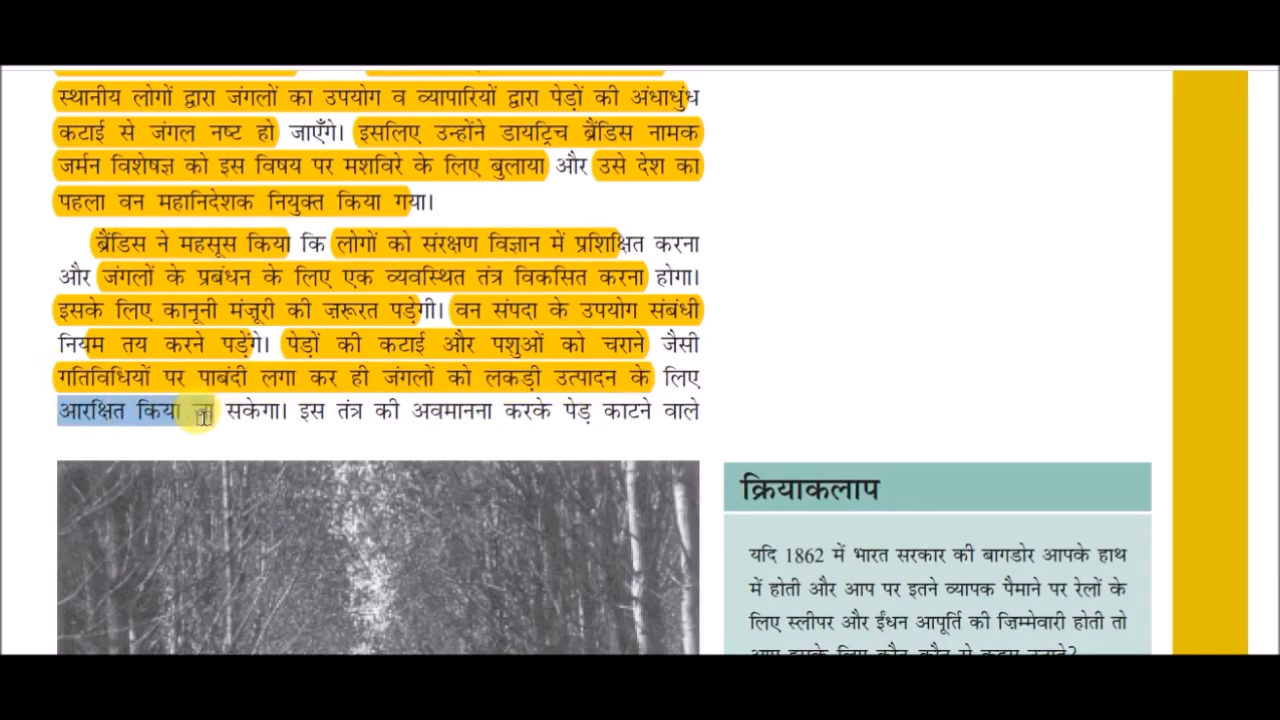 स्थानीय लोगों द्वारा जंगलों का उपयोग व व्यापारियों द्वारा पेड़ों की अंधाधुंध
कटाई से जंगल नष्ट हो जाएँगे। इसलिए उन्होंने डायट्रिच ब्रैंडिस नामक
जर्मन विशेषज्ञ को इस विषय पर मशविरे के लिए बुलाया और उसे देश का
पहला वन महानिदेशक नियुक्त किया गया।
ब्रैंडिस ने महसूस किया कि लोगों को संरक्षण विज्ञान में प्रशिक्षित करना
और जंगलों के प्रबंधन के लिए एक व्यवस्थित तंत्र विकसित करना होगा।
इसके लिए कानूनी मंज़ूरी की ज़रूरत पड़ेगी। वन संपदा के उपयोग संबंधी
नियम तय करने पड़ेंगे। पेड़ों की कटाई और पशुओं को चराने जैसी
गतिविधियों पर पाबंदी लगा कर ही जंगलों को लकड़ी उत्पादन के लिए
आरक्षित किया जा सकेगा। इस तंत्र की अवमानना करके पेड़ काटने वाले
क्रियाकलाप
यदि 1862 में भारत सरकार की बागडोर आपके हाथ
में होती और आप पर इतने व्यापक पैमाने पर रेलों के
लिए स्लीपर और ईंधन आपूर्ति की ज़िम्मेवारी होती तो
आप इसके लिए कौन-कौन से कदम उठाते?